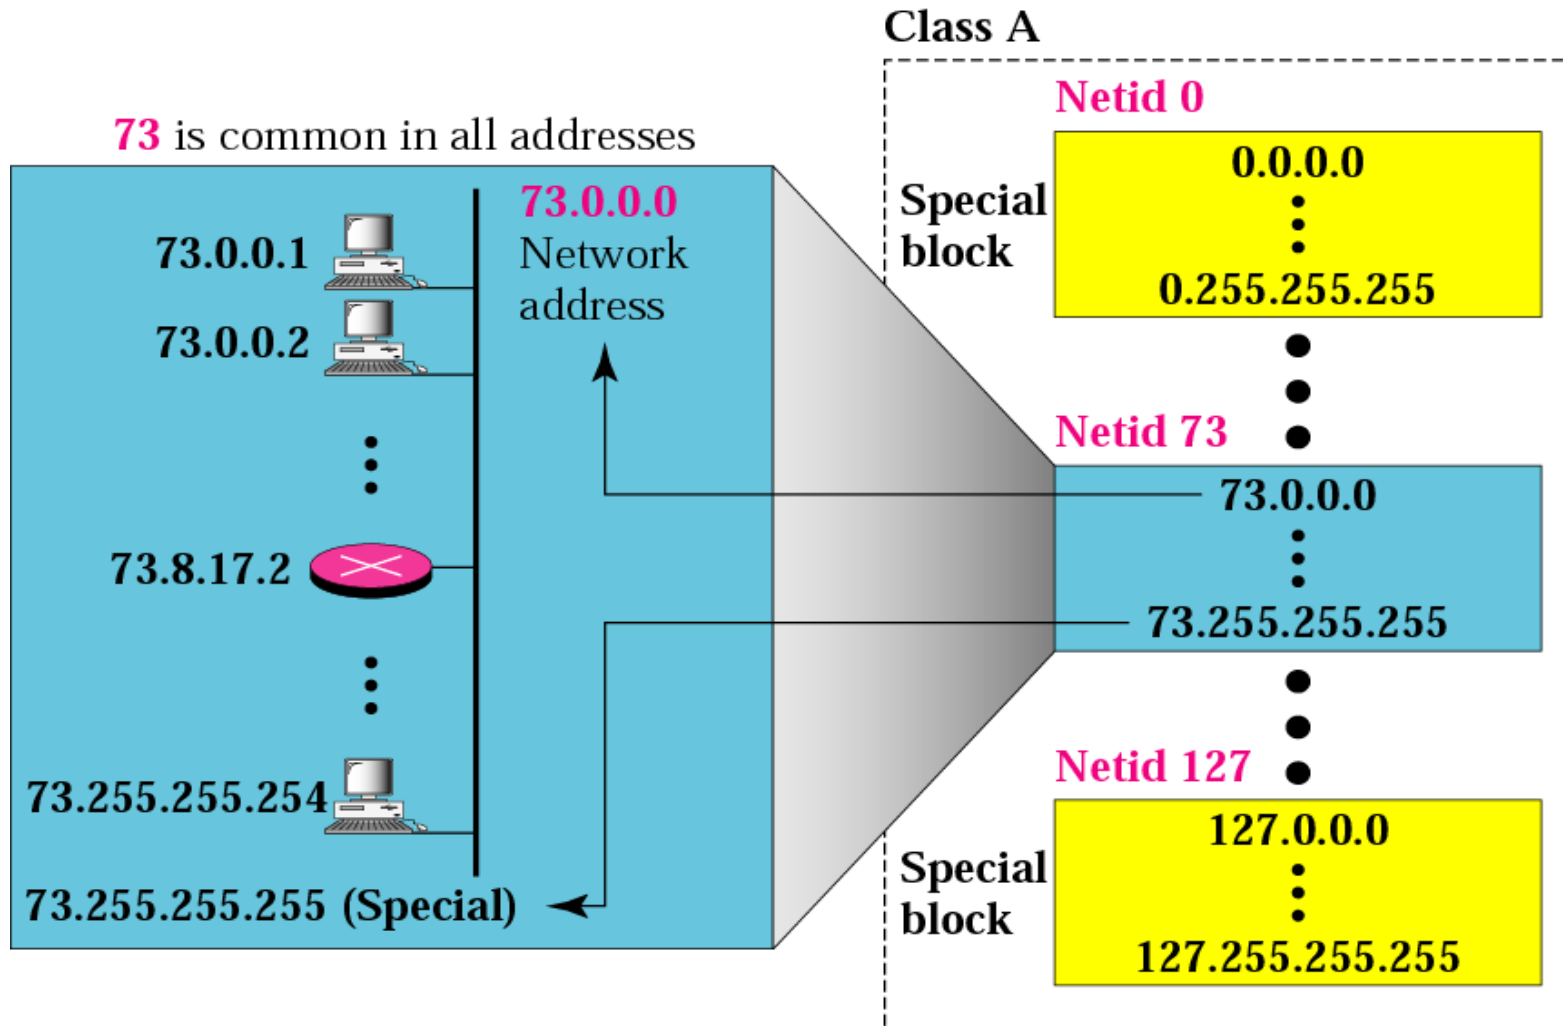 Class A
73 is common in all addresses
73.0.0.0
Network
address
73.0.0.1
73.0.0.2
73.8.17.2
73.255.255.254
73.255.255.255 (Special)
Netid 0
Special
block
0.0.0.0
0.255.255.255
Netid 73
73.0.0.0
73.255.255.255
Netid 127
Special
block
127.0.0.0
127.255.255.255